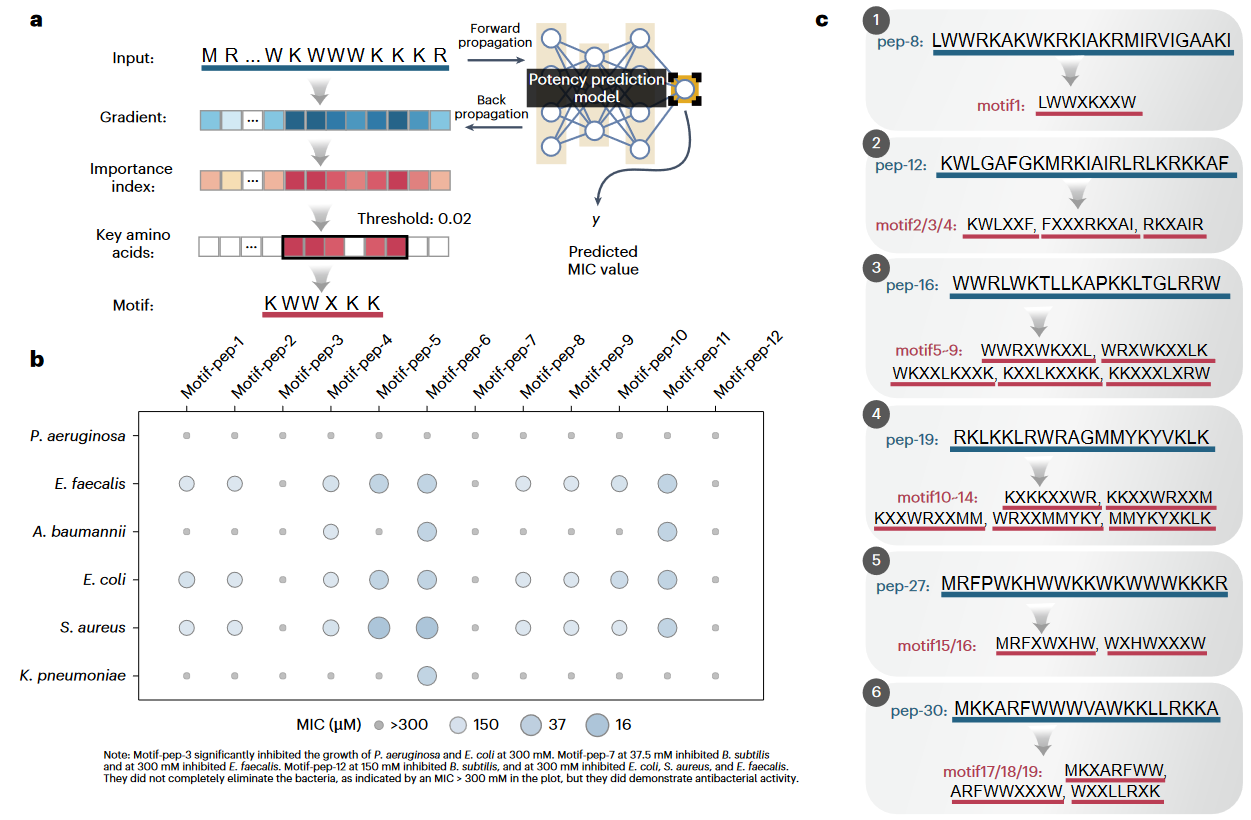 a
Input:
M R ... W K W W W K K K R
Forward
propagation
Potency prediction
model
Gradient:
...
Back
propagation
Importance
index:
...
Threshold: 0.02
Key amino
acids:
...
y
Predicted
MIC value
Motif:
K W W X K K
b
Motif-pep-1
Motif-pep-2
Motif-pep-3
Motif-pep-4
Motif-pep-5
Motif-pep-6
Motif-pep-7
Motif-pep-8
Motif-pep-9
Motif-pep-10
Motif-pep-11
Motif-pep-12
P. aeruginosa
E. faecalis
A. baumannii
E. coli
S. aureus
K. pneumoniae
MIC (μM) >300 150 37 16
Note: Motif-pep-3 significantly inhibited the growth of P. aeruginosa and E. coli at 300 mM. Motif-pep-7 at 37.5 mM inhibited B. subtilis
and at 300 mM inhibited E. faecalis. Motif-pep-12 at 150 mM inhibited B. subtilis, and at 300 mM inhibited E. coli, S. aureus, and E. faecalis.
They did not completely eliminate the bacteria, as indicated by an MIC > 300 mM in the plot, but they did demonstrate antibacterial activity.
c
1
pep-8: LWWRKAKWKRKIAKRMIRVIGAAKI
motif1: LWWXKXXW
2
pep-12: KWLGAFGKMRKIAIRLRLKRKKAF
motif2/3/4: KWLXXF, FXXXRKXAI, RKXAIR
3
pep-16: WWRLWKTLLKAPKKLTGLRRW
motif5-9: WWRXWKXXL, WRXWKXXLK
WKXXLKXXK, KXXLKXXKK, KKXXXLXRW
4
pep-19: RKLKKLRWRAGMMYKYVKLK
motif10-14: KXKKXXWR, KKXXWRXXM
KXXWRXXMM, WRXXMMYKY, MMYKYXKLK
5
pep-27: MRFPWKHWWKKWKWWWKKKR
motif15/16: MRFXWXHW, WXHWXXXW
6
pep-30: MKKARFWWWVAWKKLLRKKA
motif17/18/19: MKXARFWW,
ARFWWXXXW, WXXLLRXK